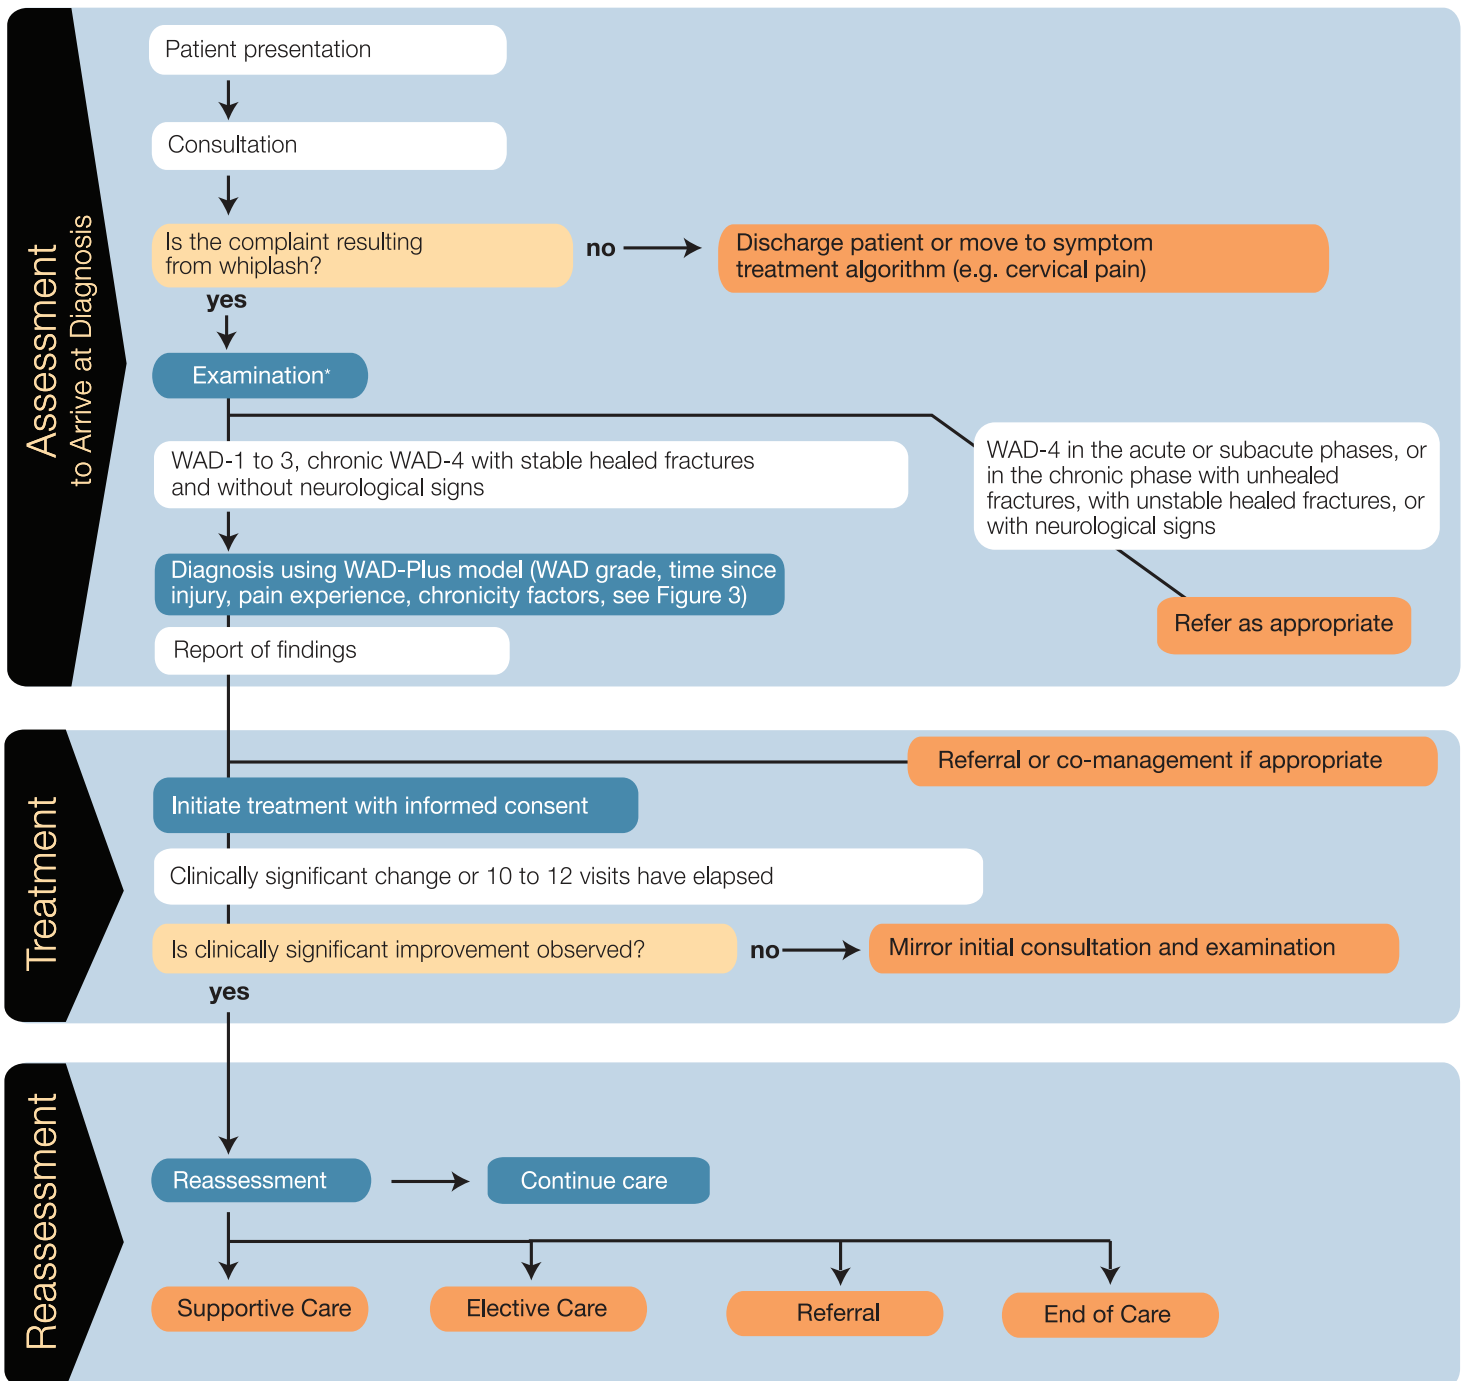 Assessment
to Arrive at Diagnosis
Patient presentation
Consultation
Is the complaint resulting
from whiplash?
no
Discharge patient or move to symptom
treatment algorithm (e.g. cervical pain)
yes
Examination*
WAD-1 to 3, chronic WAD-4 with stable healed fractures
and without neurological signs
WAD-4 in the acute or subacute phases, or
in the chronic phase with unhealed
fractures, with unstable healed fractures, or
with neurological signs
Diagnosis using WAD-Plus model (WAD grade, time since
injury, pain experience, chronicity factors, see Figure 3)
Refer as appropriate
Report of findings
Treatment
Referral or co-management if appropriate
Initiate treatment with informed consent
Clinically significant change or 10 to 12 visits have elapsed
Is clinically significant improvement observed?
no
Mirror initial consultation and examination
yes
Reassessment
Reassessment
Continue care
Supportive Care
Elective Care
Referral
End of Care